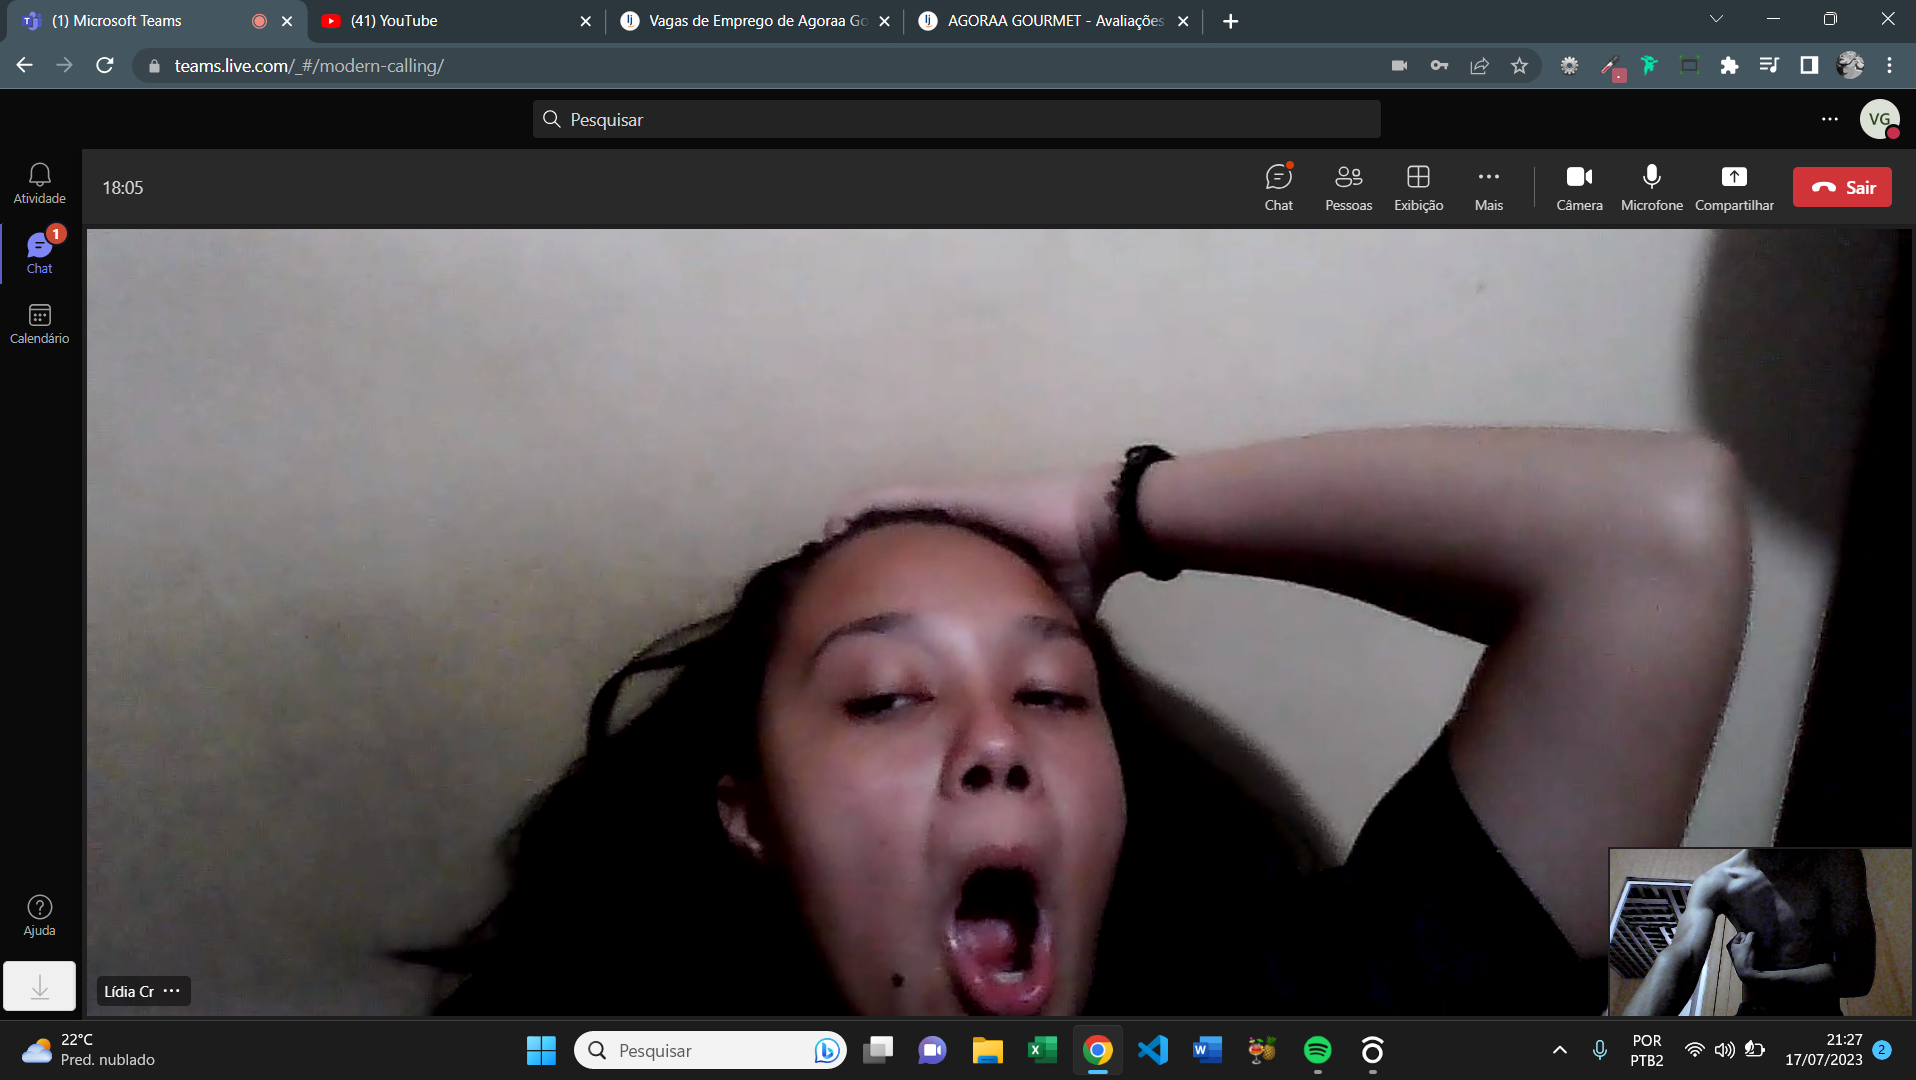 (1) Microsoft Teams
(41) YouTube
Vagas de Emprego de Agoraa Go
AGORAA GOURMET - Avaliações
teams.live.com/_#/modern-calling/
Pesquisar
VG
Atividade
1
Chat
Calendário
18:05
Chat
Pessoas
Exibição
Mais
Câmera
Microfone
Compartilhar
Sair
Ajuda
Lídia Cr
22°C
Pred. nublado
Pesquisar
POR
PTB2
21:27
17/07/2023
2